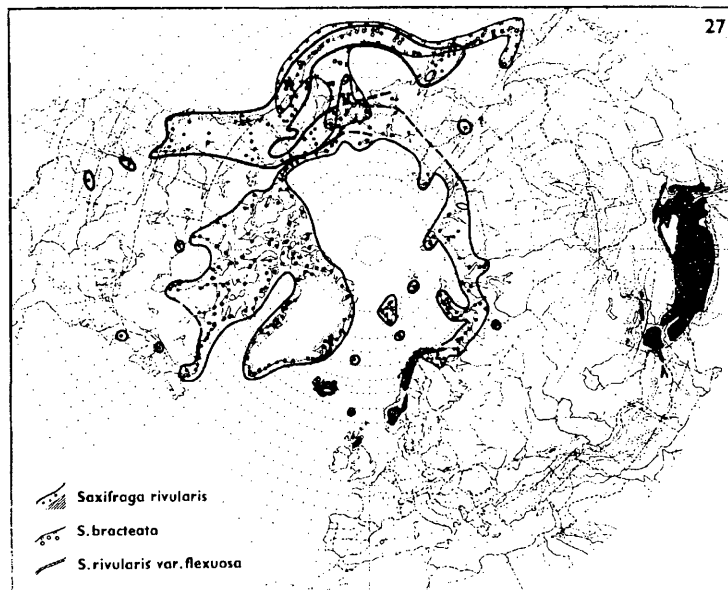 27
Saxifraga rivularis
S. bracteata
S. rivularis var. flexuosa